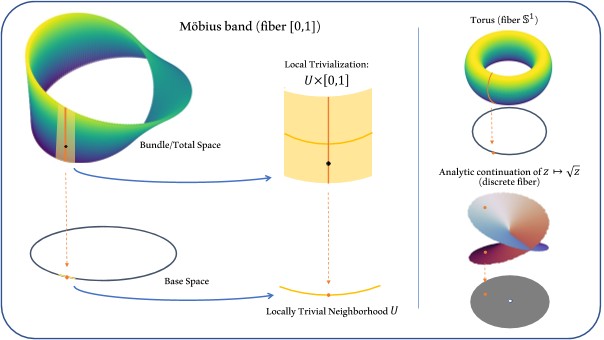 Möbius band (fiber [0,1])
Local Trivialization:
U×[0,1]
Bundle/Total Space
Base Space
Locally Trivial Neighborhood U
Torus (fiber 𝕊¹)
Analytic continuation of z ↦ √z
(discrete fiber)